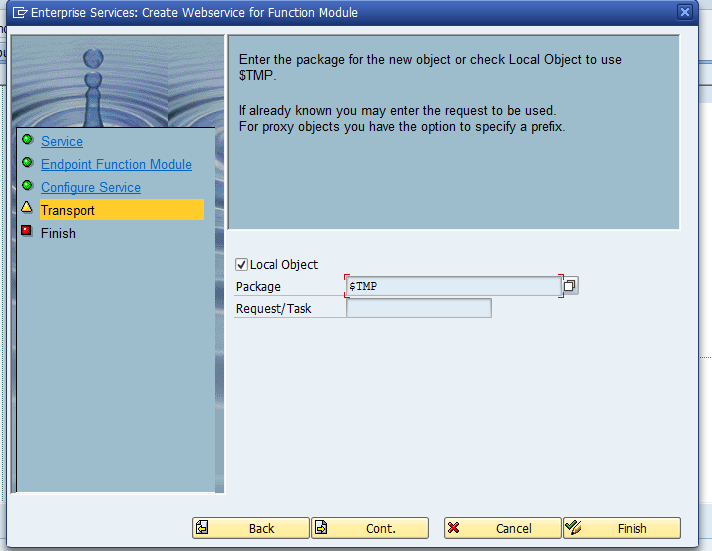 Enterprise Services: Create Webservice for Function Module
Enter the package for the new object or check Local Object to use
$TMP.
If already known you may enter the request to be used.
For proxy objects you have the option to specify a prefix.
Service
Endpoint Function Module
Configure Service
Transport
Finish
Local Object
Package $TMP
Request/Task
Back Cont. Cancel Finish